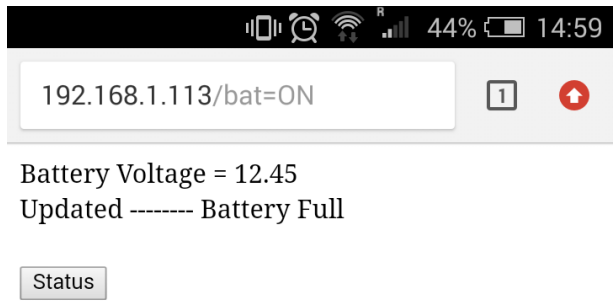 R 44% 14:59
192.168.1.113/bat=ON 1
Battery Voltage = 12.45
Updated -------- Battery Full
Status